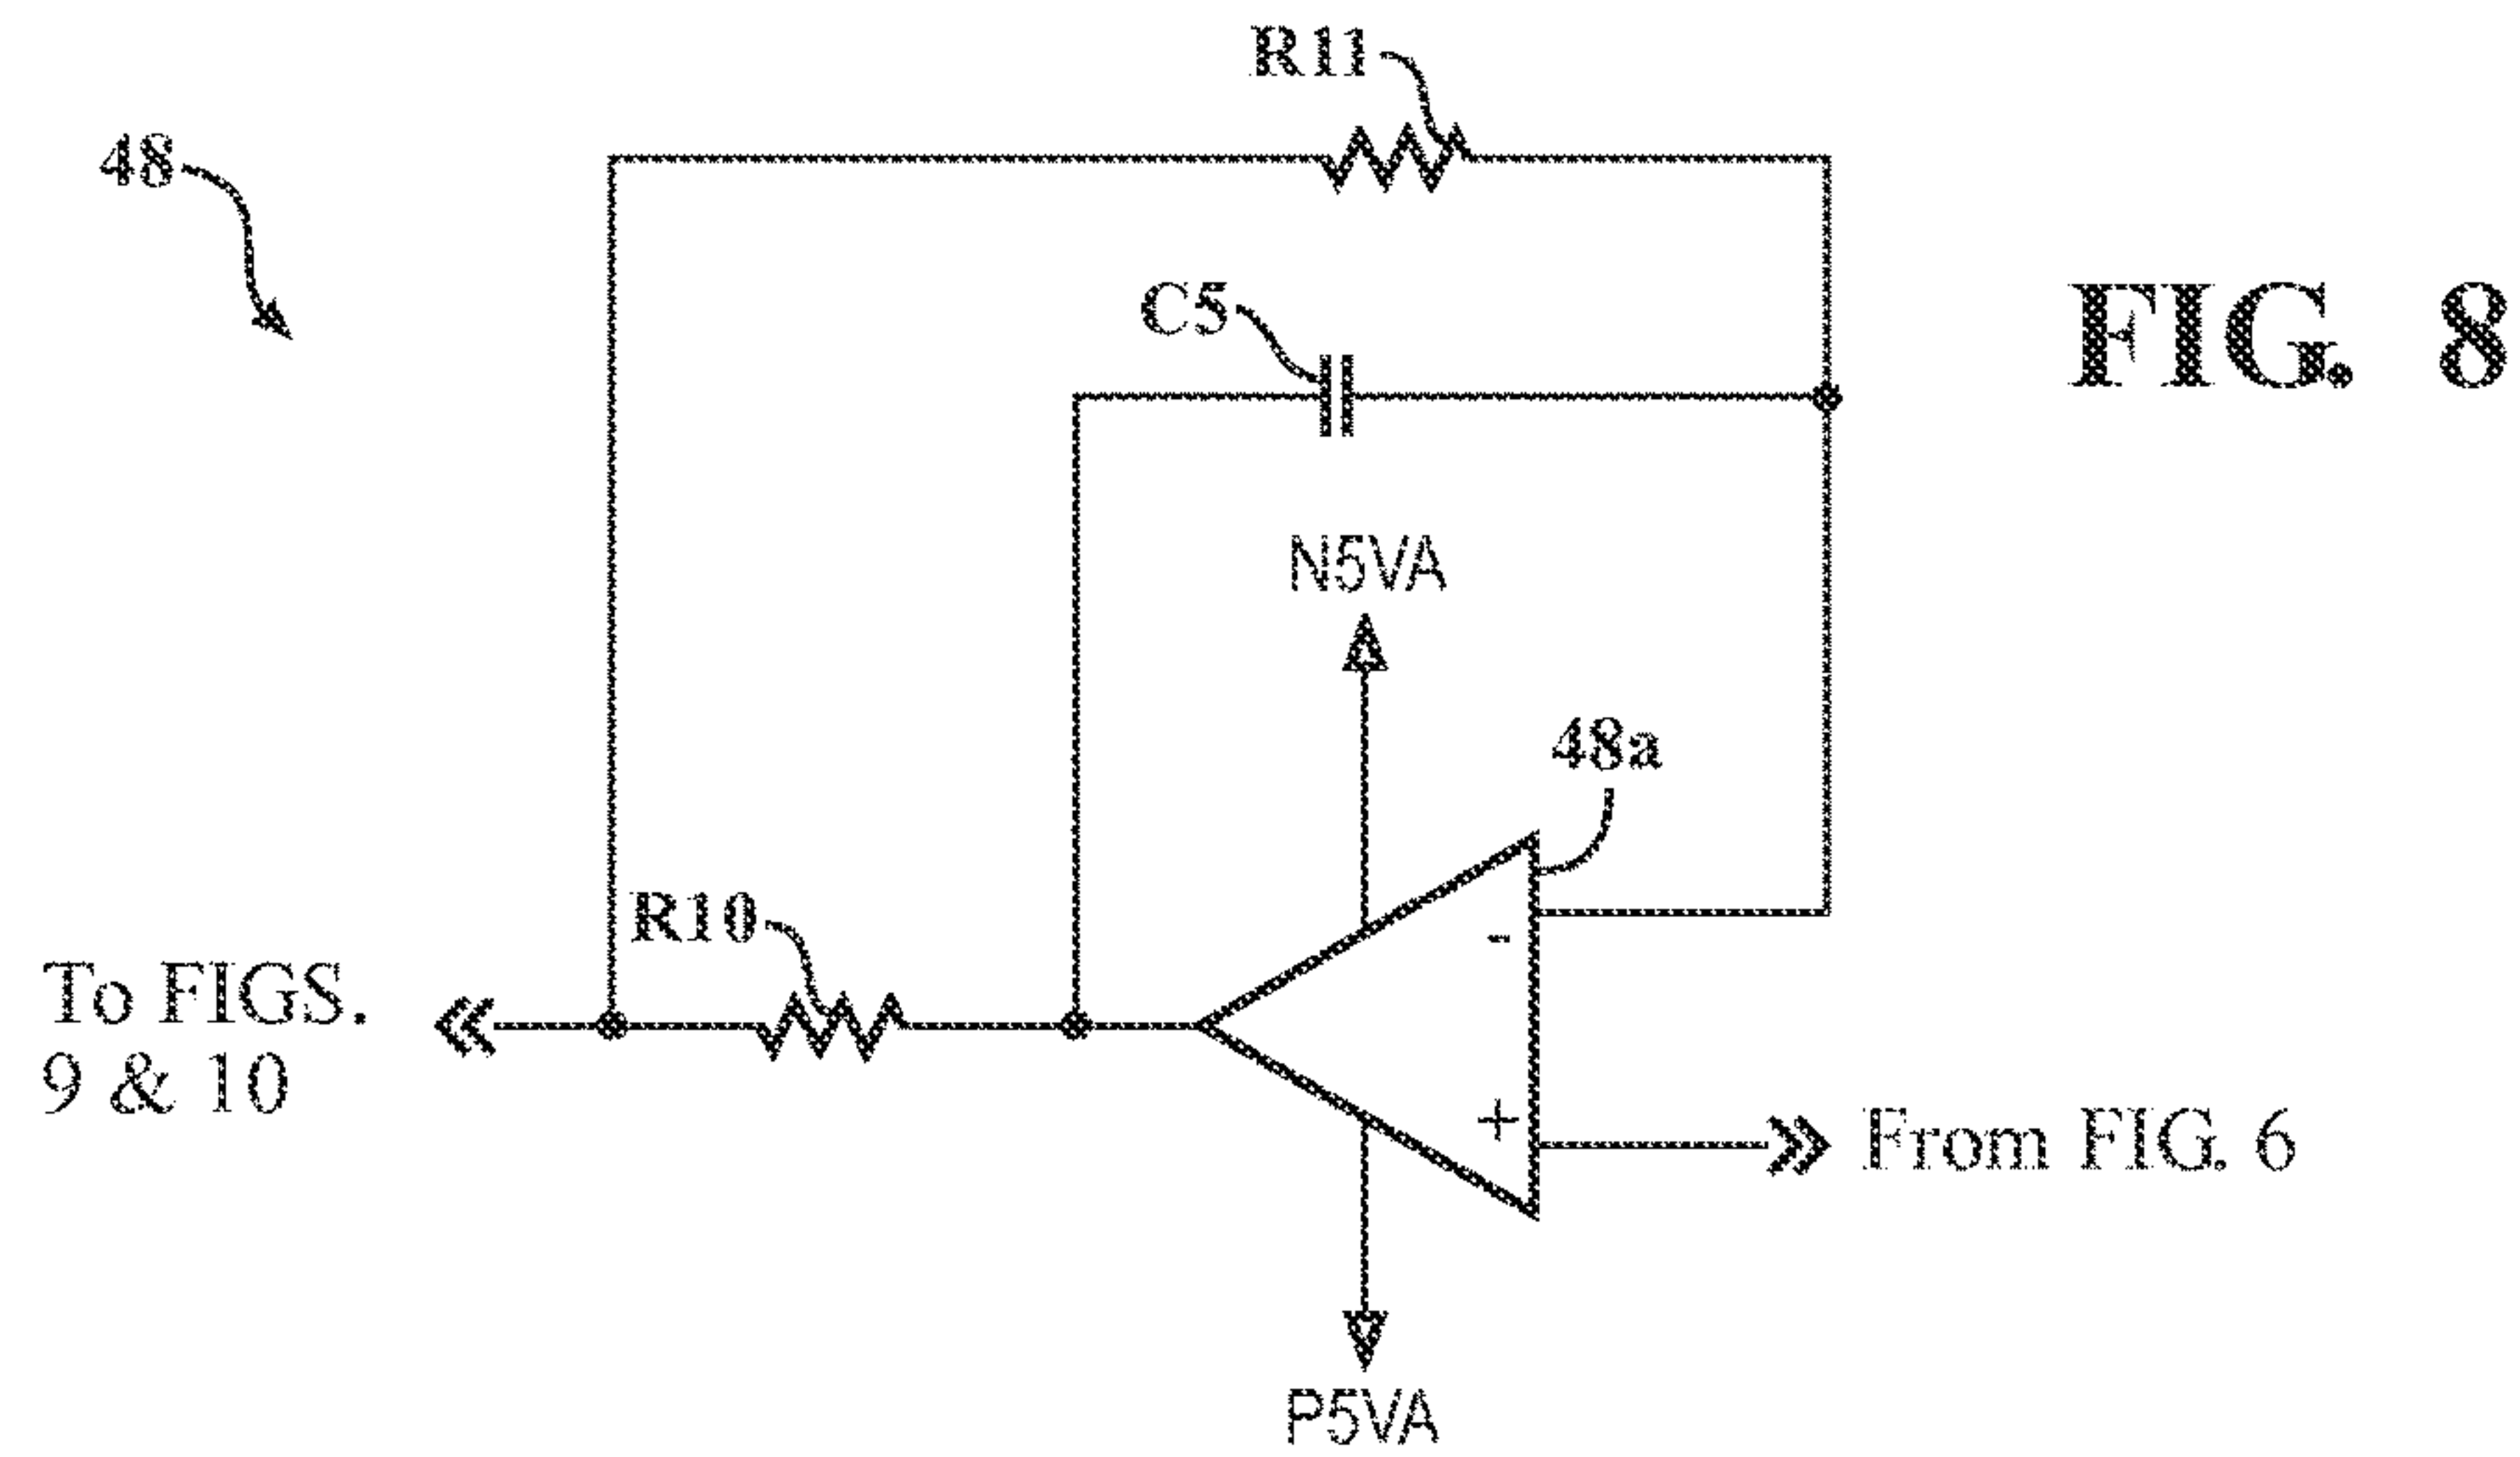 R11
48
C5
FIG. 8
N5VA
48a
R10
To FIGS.
9 & 10
-
+
From FIG. 6
P5VA